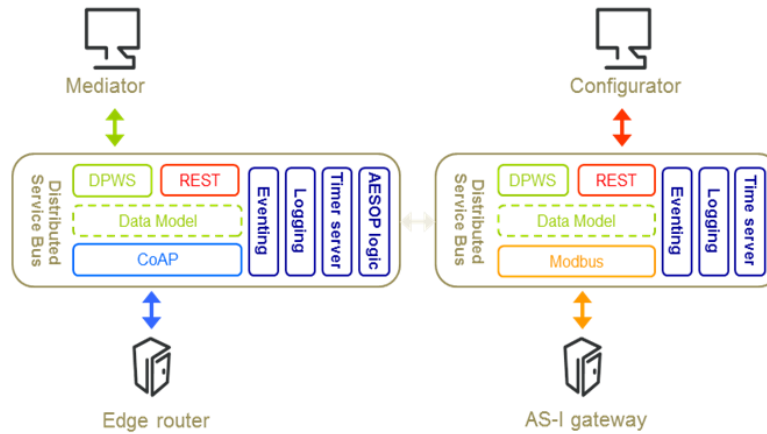 Mediator
Configurator
Distributed
Service Bus
DPWS
REST
Data Model
CoAP
Eventing
Logging
Timer server
AESOP logic
Distributed
Service Bus
DPWS
REST
Data Model
Modbus
Eventing
Logging
Time server
Edge router
AS-I gateway